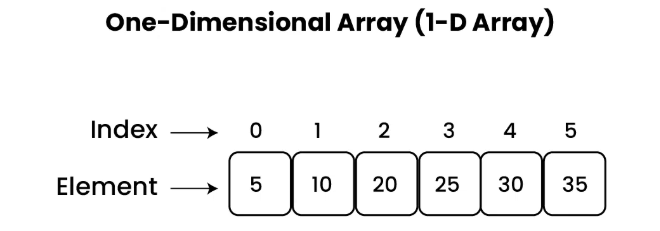 One-Dimensional Array (1-D Array)
Index 0 1 2 3 4 5
Element 5 10 20 25 30 35